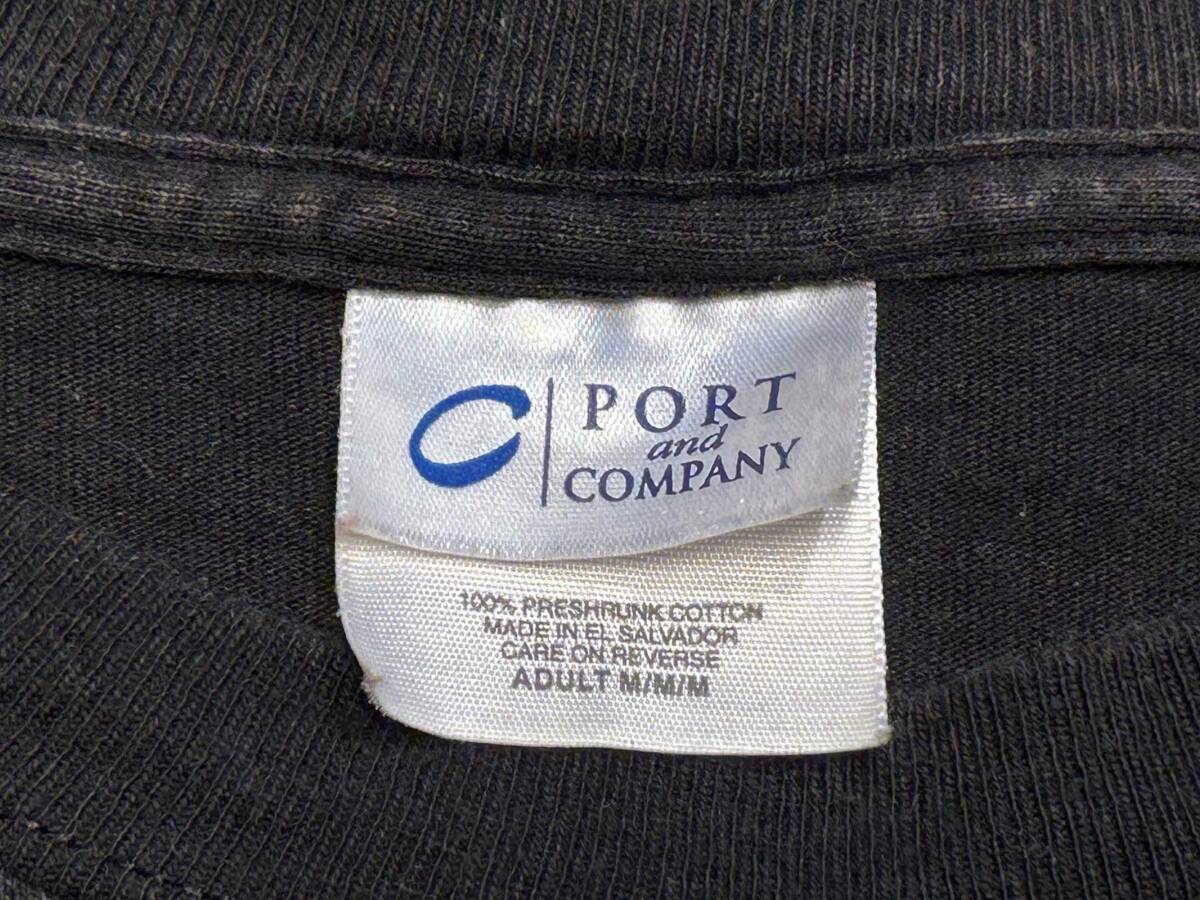 C
PORT
and
COMPANY
100% PRESHRUNK COTTON
MADE IN EL SALVADOR
CARE ON REVERSE
ADULT M/M/M